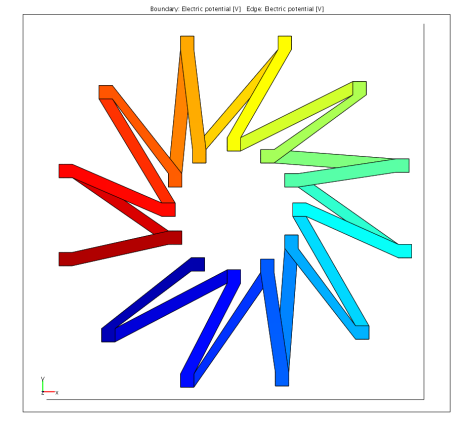 Boundary: Electric potential [V]   Edge: Electric potential [V]
y
z x